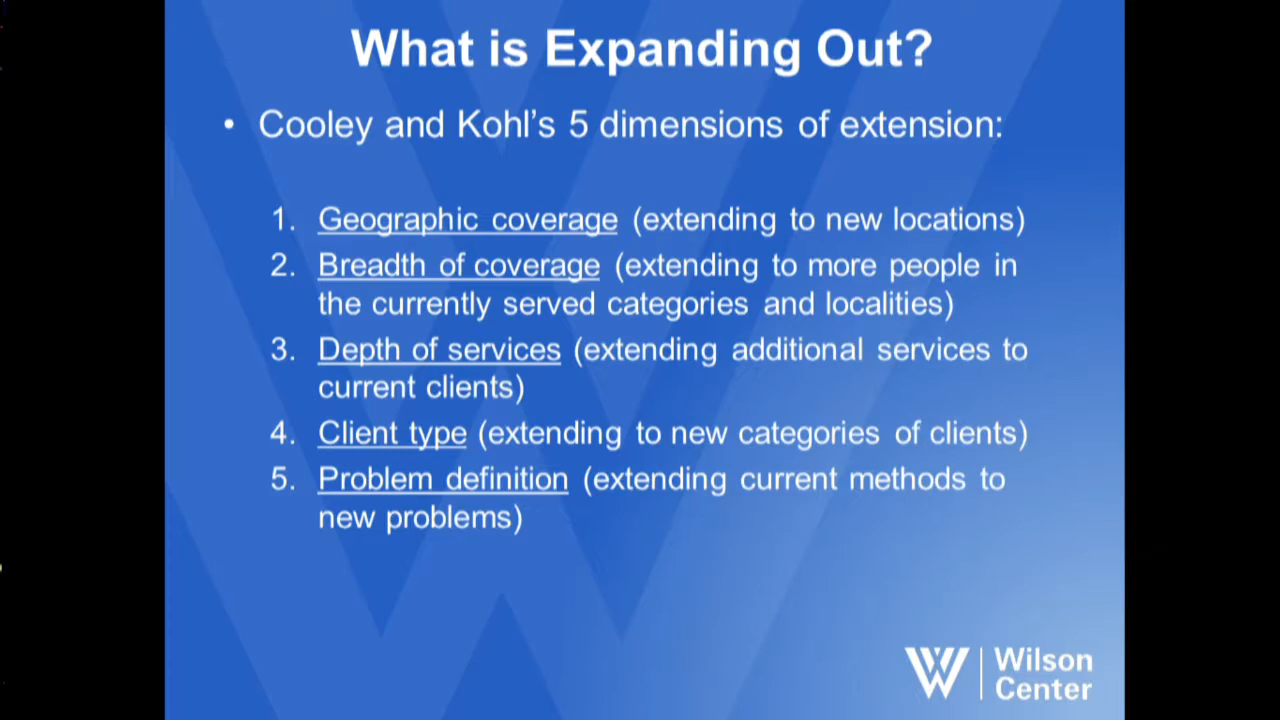 What is Expanding Out?
• Cooley and Kohl's 5 dimensions of extension:
1. Geographic coverage (extending to new locations)
2. Breadth of coverage (extending to more people in
the currently served categories and localities)
3. Depth of services (extending additional services to
current clients)
4. Client type (extending to new categories of clients)
5. Problem definition (extending current methods to
new problems)
Wilson
Center